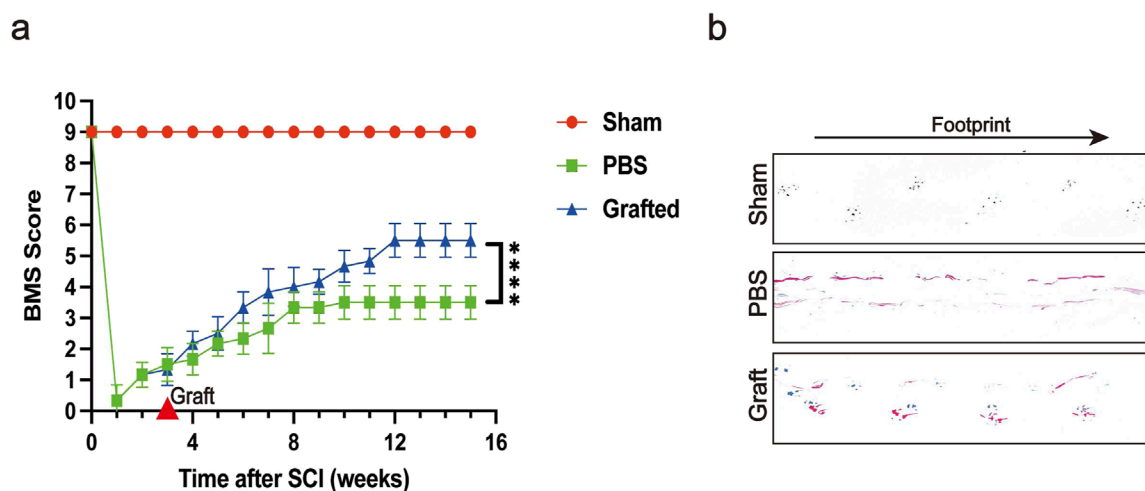 a
b
10
9
8
7
6
5
4
3
2
1
0
BMS Score
0
4
8
12
16
Time after SCI (weeks)
Graft
****
Sham
PBS
Grafted
Footprint
Sham
PBS
Graft